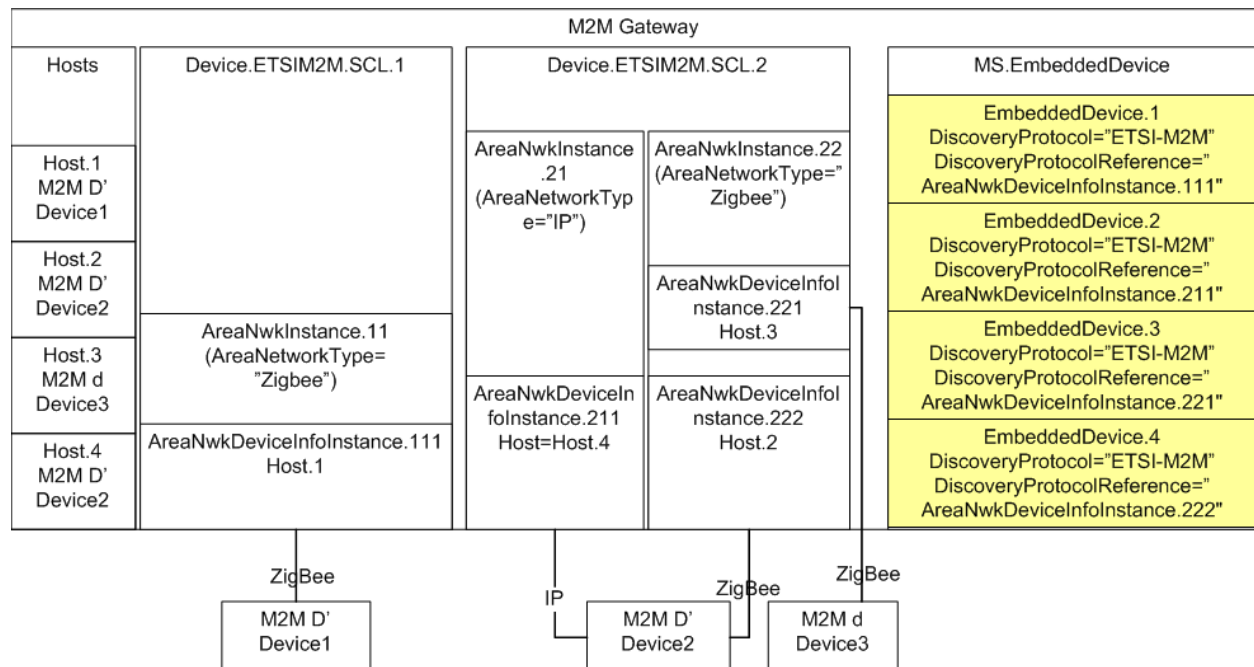 M2M Gateway
Hosts
Host.1
M2M D’
Device1
Host.2
M2M D’
Device2
Host.3
M2M d
Device3
Host.4
M2M D’
Device2
Device.ETSIM2M.SCL.1
AreaNwkInstance.11
(AreaNetworkType=
”Zigbee”)
AreaNwkDeviceInfoInstance.111
Host.1
Device.ETSIM2M.SCL.2
AreaNwkInstance
.21
(AreaNetworkTyp
e=”IP”)
AreaNwkDeviceIn
foInstance.211
Host=Host.4
AreaNwkInstance.22
(AreaNetworkType=”
Zigbee”)
AreaNwkDeviceInfoI
nstance.221
Host.3
AreaNwkDeviceInfoI
nstance.222
Host.2
MS.EmbeddedDevice
EmbeddedDevice.1
DiscoveryProtocol=”ETSI-M2M”
DiscoveryProtocolReference=”
AreaNwkDeviceInfoInstance.111"
EmbeddedDevice.2
DiscoveryProtocol=”ETSI-M2M”
DiscoveryProtocolReference=”
AreaNwkDeviceInfoInstance.211"
EmbeddedDevice.3
DiscoveryProtocol=”ETSI-M2M”
DiscoveryProtocolReference=”
AreaNwkDeviceInfoInstance.221"
EmbeddedDevice.4
DiscoveryProtocol=”ETSI-M2M”
DiscoveryProtocolReference=”
AreaNwkDeviceInfoInstance.222"
ZigBee
IP
ZigBee
ZigBee
M2M D’
Device1
M2M D’
Device2
M2M d
Device3